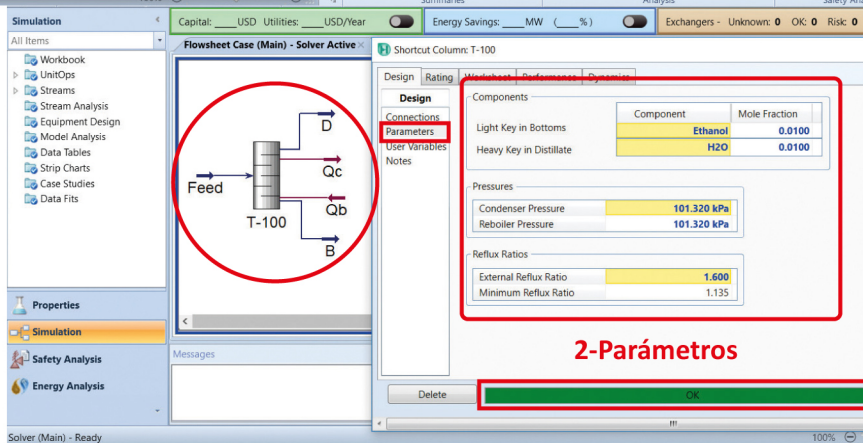 Summaries
Analysis
Safety Ana
Simulation
Capital: ____USD Utilities: ____USD/Year
Energy Savings: ____MW (____%)
Exchangers - Unknown: 0 OK: 0 Risk: 0
All Items
Workbook
UnitOps
Streams
Stream Analysis
Equipment Design
Model Analysis
Data Tables
Strip Charts
Case Studies
Data Fits
Properties
Simulation
Safety Analysis
Energy Analysis
Flowsheet Case (Main) - Solver Active
Feed
D
Qc
T-100
Qb
B
Messages
Shortcut Column: T-100
Design Rating Worksheet Performance Dynamics
Design
Connections
Parameters
User Variables
Notes
Components
Component Mole Fraction
Light Key in Bottoms Ethanol 0.0100
Heavy Key in Distillate H2O 0.0100
Pressures
Condenser Pressure 101.320 kPa
Reboiler Pressure 101.320 kPa
Reflux Ratios
External Reflux Ratio 1.600
Minimum Reflux Ratio 1.135
2-Parámetros
Delete
OK
Solver (Main) - Ready
100%